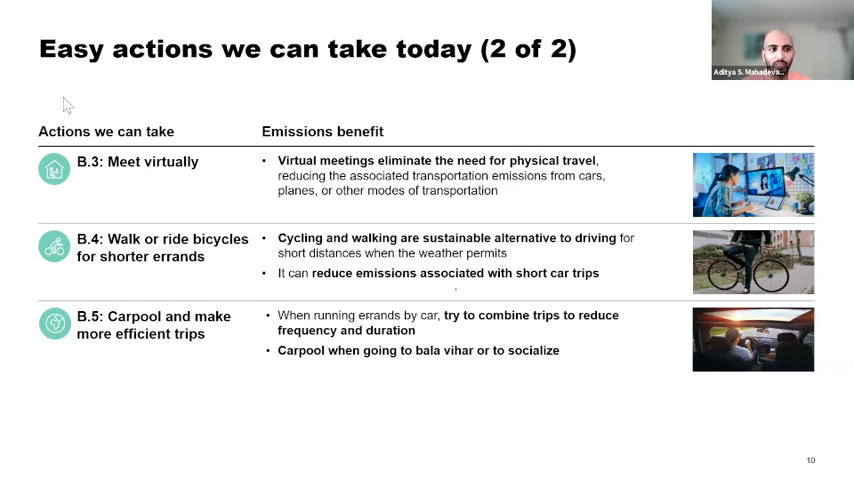 Easy actions we can take today (2 of 2)
Aditya S. Mahadeva...
Actions we can take
Emissions benefit
B.3: Meet virtually
• Virtual meetings eliminate the need for physical travel,
reducing the associated transportation emissions from cars,
planes, or other modes of transportation
B.4: Walk or ride bicycles
for shorter errands
• Cycling and walking are sustainable alternative to driving for
short distances when the weather permits
• It can reduce emissions associated with short car trips
B.5: Carpool and make
more efficient trips
• When running errands by car, try to combine trips to reduce
frequency and duration
• Carpool when going to bala vihar or to socialize
10